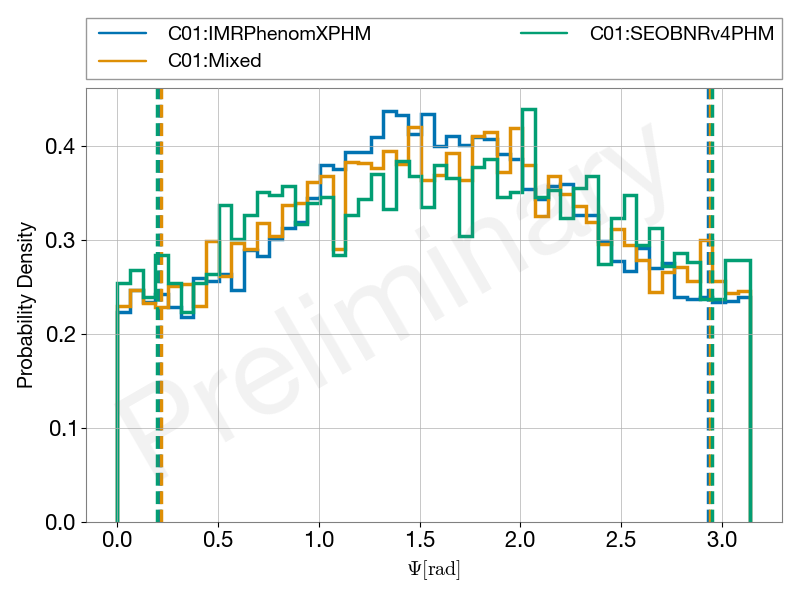 C01:IMRPhenomXPHM
C01:Mixed
C01:SEOBNRv4PHM
Preliminary
Probability Density
0.4
0.3
0.2
0.1
0.0
0.0 0.5 1.0 1.5 2.0 2.5 3.0
Ψ[rad]